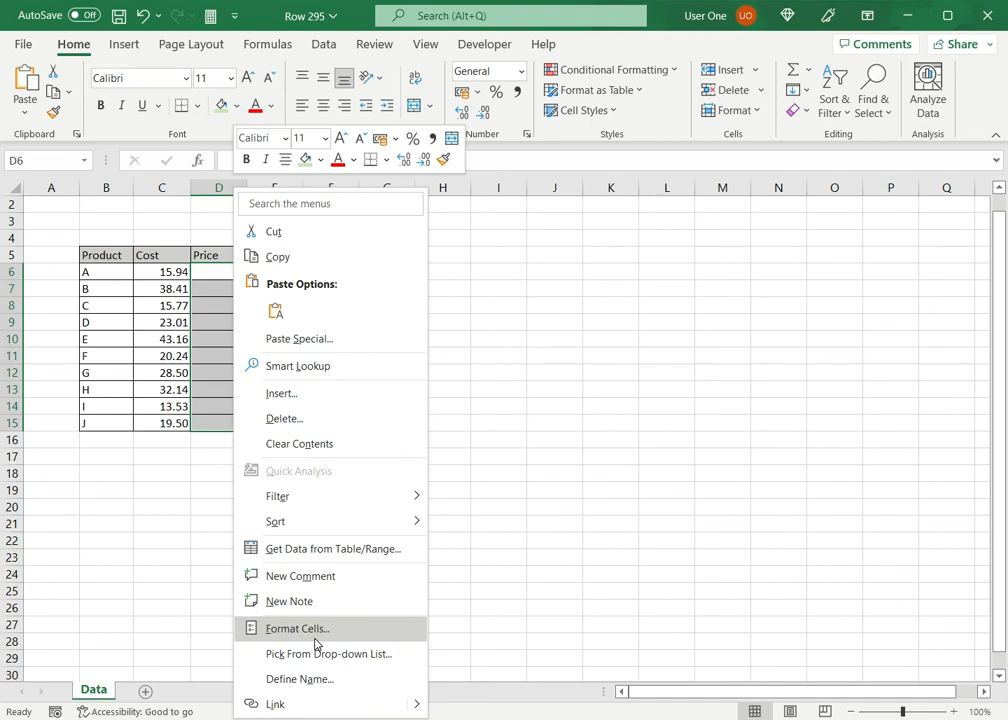 AutoSave Off Row 295 Search (Alt+Q) User One UO
File Home Insert Page Layout Formulas Data Review View Developer Help Comments Share
Paste Calibri 11 General Conditional Formatting Insert Sort & Find & Analyze
B I U A Format as Table Delete Filter Select Data
Cell Styles Format
Clipboard Font Number Styles Cells Editing Analysis
Calibri 11
B I A
D6 fx
A B C D E F G H I J K L M N O P Q
2
3
4
5 Product Cost Price
6 A 15.94
7 B 38.41
8 C 15.77
9 D 23.01
10 E 43.16
11 F 20.24
12 G 28.50
13 H 32.14
14 I 13.53
15 J 19.50
16
17
18
19
20
21
22
23
24
25
26
27
28
29
30
Search the menus
Cut
Copy
Paste Options:
Paste Special...
Smart Lookup
Insert...
Delete...
Clear Contents
Quick Analysis
Filter
Sort
Get Data from Table/Range...
New Comment
New Note
Format Cells...
Pick From Drop-down List...
Define Name...
Link
Data
Ready Accessibility: Good to go 100%